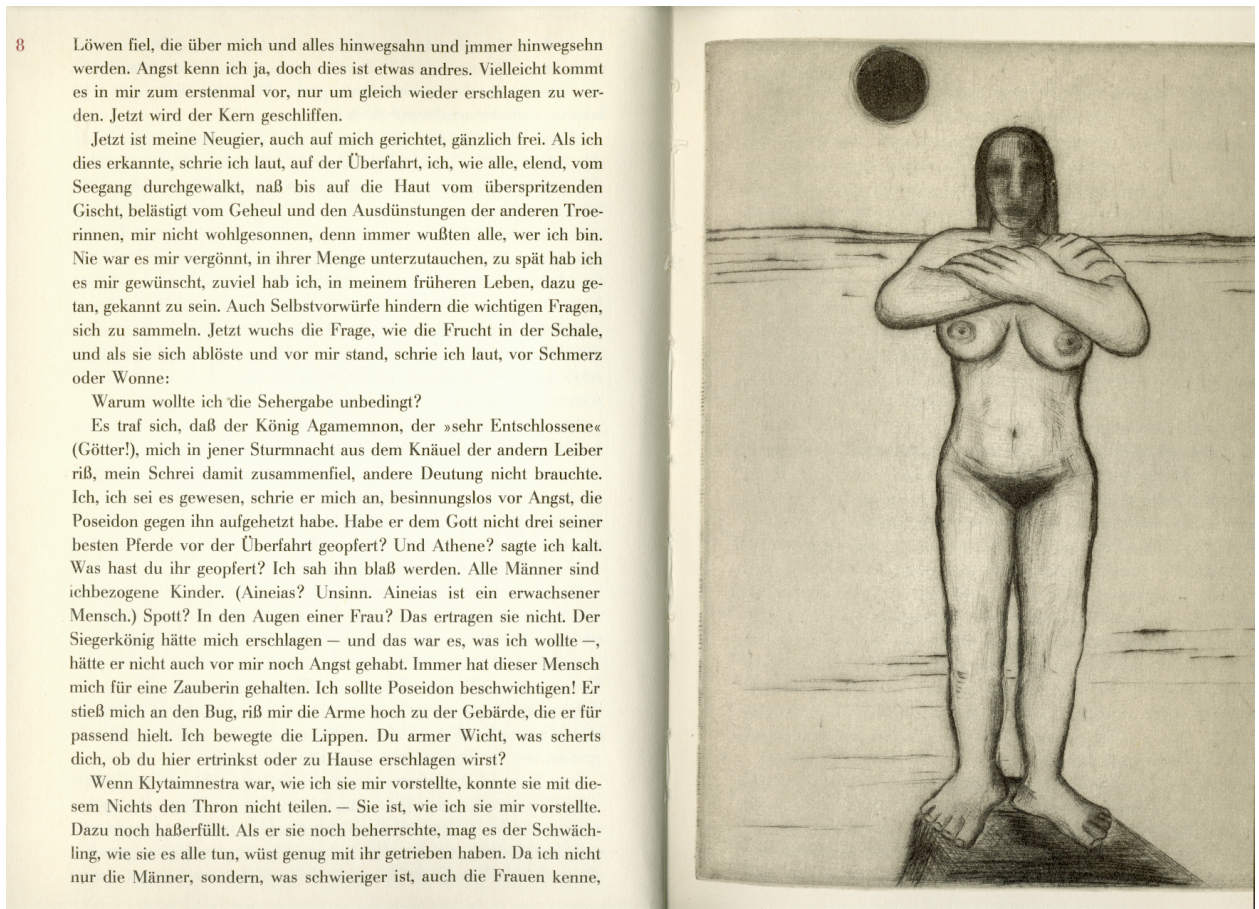 8
Löwen fiel, die über mich und alles hinwegsahn und jmmer hinwegsehn
werden. Angst kenn ich ja, doch dies ist etwas andres. Vielleicht kommt
es in mir zum erstenmal vor, nur um gleich wieder erschlagen zu wer-
den. Jetzt wird der Kern geschliffen.
Jetzt ist meine Neugier, auch auf mich gerichtet, gänzlich frei. Als ich
dies erkannte, schrie ich laut, auf der Überfahrt, ich, wie alle, elend, vom
Seegang durchgewalkt, naß bis auf die Haut vom überspritzenden
Gischt, belästigt vom Geheul und den Ausdünstungen der anderen Troe-
rinnen, mir nicht wohlgesonnen, denn immer wußten alle, wer ich bin.
Nie war es mir vergönnt, in ihrer Menge unterzutauchen, zu spät hab ich
es mir gewünscht, zuviel hab ich, in meinem früheren Leben, dazu ge-
tan, gekannt zu sein. Auch Selbstvorwürfe hindern die wichtigen Fragen,
sich zu sammeln. Jetzt wuchs die Frage, wie die Frucht in der Schale,
und als sie sich ablöste und vor mir stand, schrie ich laut, vor Schmerz
oder Wonne:
Warum wollte ich die Sehergabe unbedingt?
Es traf sich, daß der König Agamemnon, der »sehr Entschlossene«
(Götter!), mich in jener Sturmnacht aus dem Knäuel der andern Leiber
riß, mein Schrei damit zusammenfiel, andere Deutung nicht brauchte.
Ich, ich sei es gewesen, schrie er mich an, besinnungslos vor Angst, die
Poseidon gegen ihn aufgehetzt habe. Habe er dem Gott nicht drei seiner
besten Pferde vor der Überfahrt geopfert? Und Athene? sagte ich kalt.
Was hast du ihr geopfert? Ich sah ihn blaß werden. Alle Männer sind
ichbezogene Kinder. (Aineias? Unsinn. Aineias ist ein erwachsener
Mensch.) Spott? In den Augen einer Frau? Das ertragen sie nicht. Der
Siegerkönig hätte mich erschlagen — und das war es, was ich wollte —,
hätte er nicht auch vor mir noch Angst gehabt. Immer hat dieser Mensch
mich für eine Zauberin gehalten. Ich sollte Poseidon beschwichtigen! Er
stieß mich an den Bug, riß mir die Arme hoch zu der Gebärde, die er für
passend hielt. Ich bewegte die Lippen. Du armer Wicht, was scherts
dich, ob du hier ertrinkst oder zu Hause erschlagen wirst?
Wenn Klytaimnestra war, wie ich sie mir vorstellte, konnte sie mit die-
sem Nichts den Thron nicht teilen. — Sie ist, wie ich sie mir vorstellte.
Dazu noch haßerfüllt. Als er sie noch beherrschte, mag es der Schwäch-
ling, wie sie es alle tun, wüst genug mit ihr getrieben haben. Da ich nicht
nur die Männer, sondern, was schwieriger ist, auch die Frauen kenne,